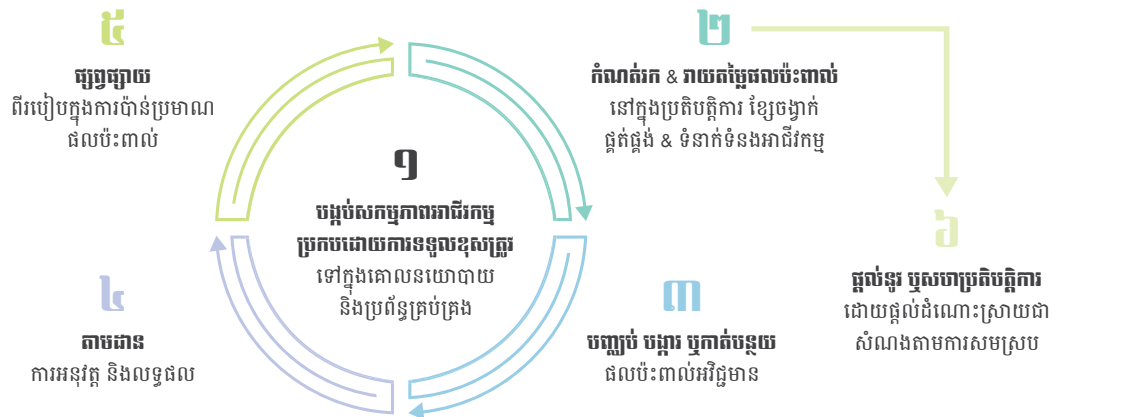 ១
បង្កប់សកម្មភាពអាជីវកម្ម
ប្រកបដោយការទទួលខុសត្រូវ
ទៅក្នុងគោលនយោបាយ
និងប្រព័ន្ធគ្រប់គ្រង
២
កំណត់រក & វាយតម្លៃផលប៉ះពាល់
នៅក្នុងប្រតិបត្តិការ ខ្សែចង្វាក់
ផ្គត់ផ្គង់ & ទំនាក់ទំនងអាជីវកម្ម
៣
បញ្ឈប់ បង្ការ ឬកាត់បន្ថយ
ផលប៉ះពាល់អវិជ្ជមាន
៤
តាមដាន
ការអនុវត្ត និងលទ្ធផល
៥
ផ្សព្វផ្សាយ
ពីរបៀបក្នុងការប៉ាន់ប្រមាណ
ផលប៉ះពាល់
៦
ផ្តល់នូវ ឬសហប្រតិបត្តិការ
ដោយផ្តល់ដំណោះស្រាយជា
សំណងតាមការសមស្រប